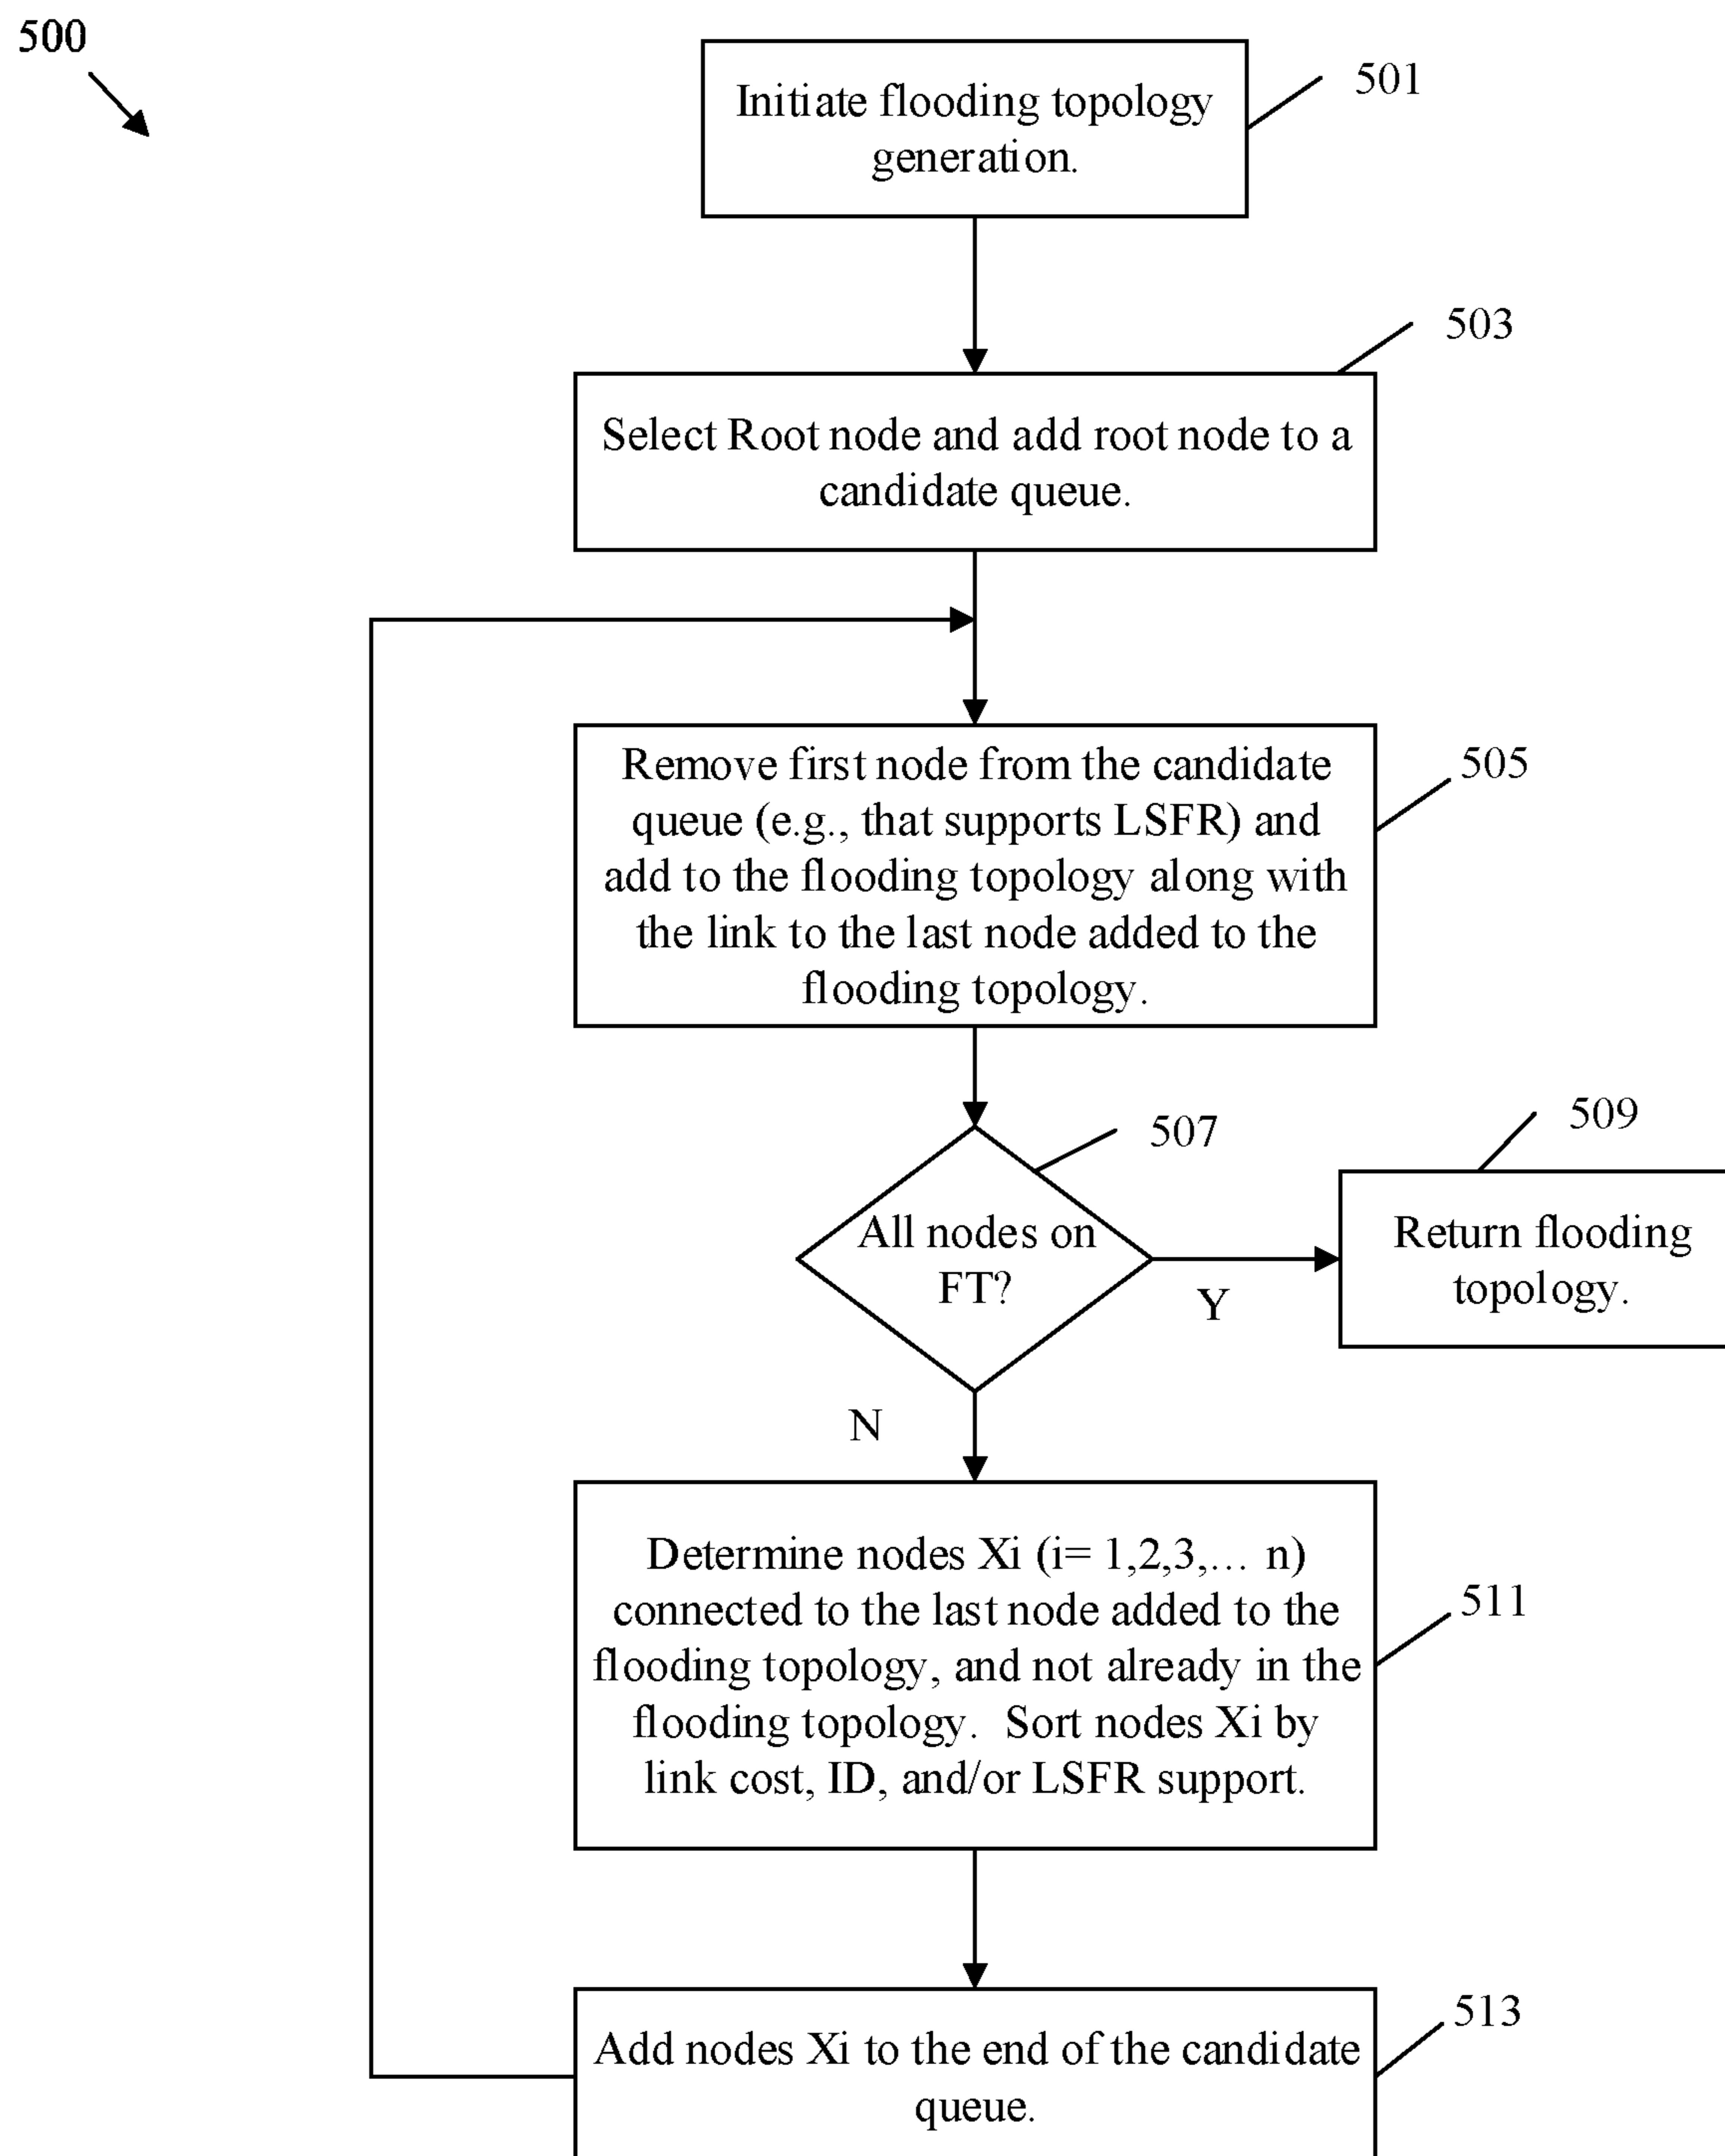 500
Initiate flooding topology
generation.
501
503
Select Root node and add root node to a
candidate queue.
Remove first node from the candidate
queue (e.g., that supports LSFR) and
add to the flooding topology along with
the link to the last node added to the
flooding topology.
505
507
All nodes on
FT?
Y
N
509
Return flooding
topology.
Determine nodes Xi (i= 1,2,3,... n)
connected to the last node added to the
flooding topology, and not already in the
flooding topology.  Sort nodes Xi by
link cost, ID, and/or LSFR support.
511
513
Add nodes Xi to the end of the candidate
queue.